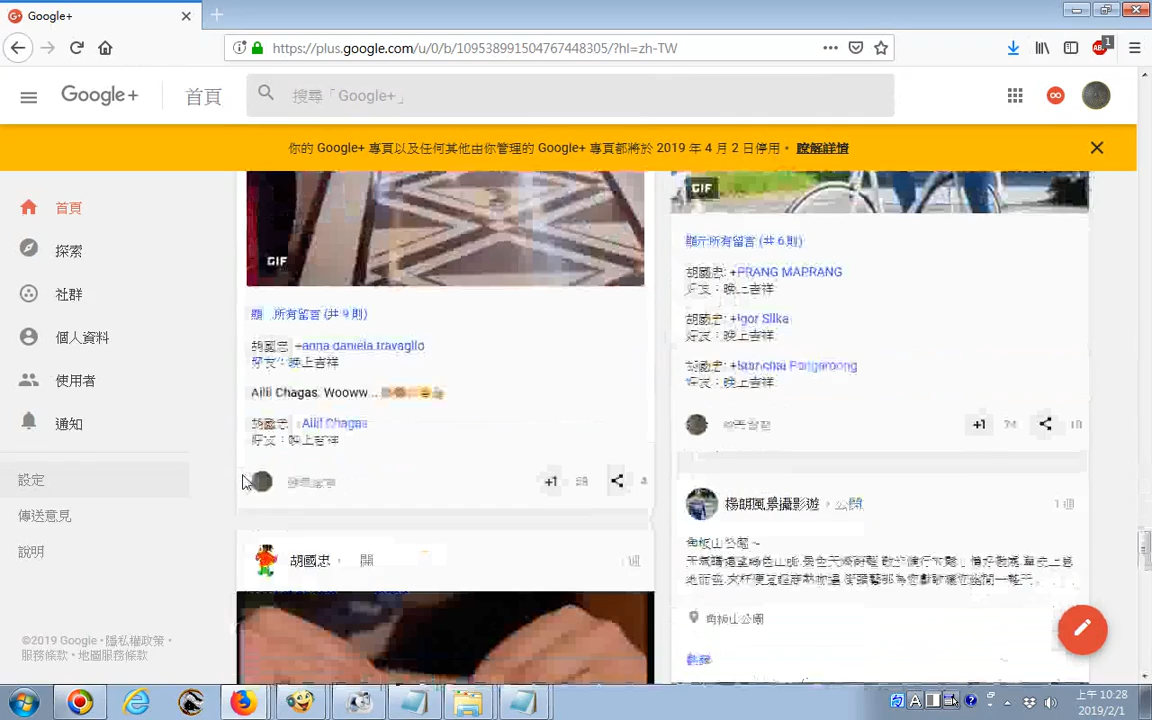 Google+
https://plus.google.com/u/0/b/109538991504767448305/?hl=zh-TW
1
Google+
首頁
搜尋「Google+」
你的 Google+ 專頁以及任何其他由你管理的 Google+ 專頁都將於 2019 年 4 月 2 日停用。 瞭解詳情
首頁
探索
社群
個人資料
使用者
通知
設定
傳送意見
說明
©2019 Google • 隱私權政策 •
服務條款 • 地圖服務條款
GIF
所有留言 (共 9 則)
胡國忠: +anna daniela travaglio
好友：晚上吉祥
Ailil Chagas: Wooww ..
胡國忠 Ailil Chagas
好友：晚上吉祥
+1
胡國忠
GIF
顯示所有留言 (共 6 則)
胡國忠: +PRANG MAPRANG
好友：晚上吉祥
胡國忠: +Igor Silka
好友：晚上吉祥
胡國忠:
好友：晚上吉祥
+1
楊朗風景攝影遊 › 公開
1 週
角板山公園 ~
角板山公園
上午 10:28
2019/2/1